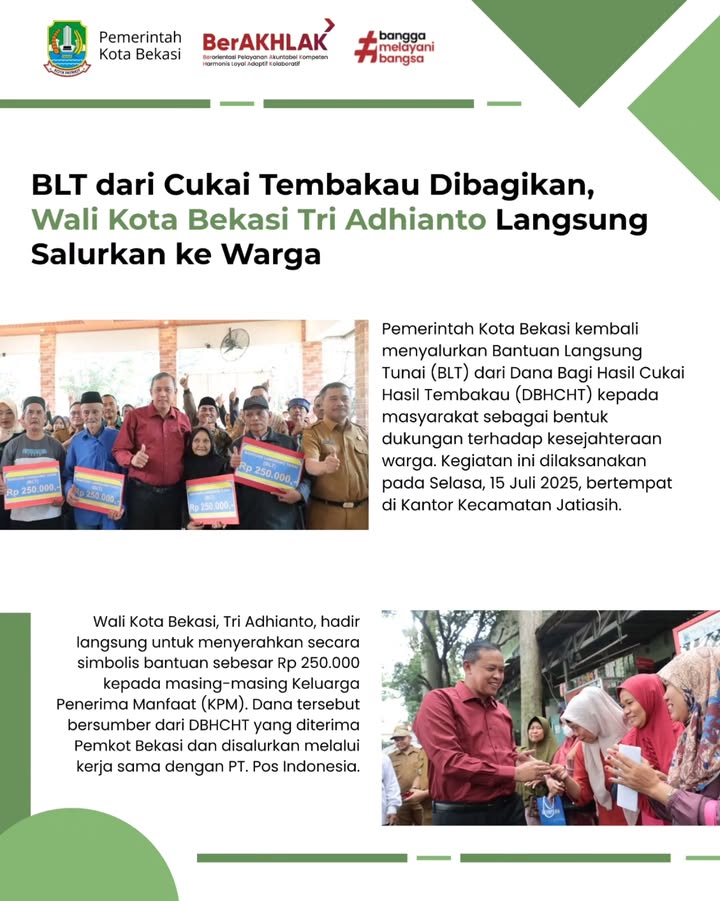 Pemerintah
Kota Bekasi
BerAKHLAK
Berorientasi Pelayanan Akuntabel Kompeten
Harmonis Loyal Adaptif Kolaboratif
#bangga
melayani
bangsa
BLT dari Cukai Tembakau Dibagikan,
Wali Kota Bekasi Tri Adhianto Langsung
Salurkan ke Warga
Pemerintah Kota Bekasi kembali
menyalurkan Bantuan Langsung
Tunai (BLT) dari Dana Bagi Hasil Cukai
Hasil Tembakau (DBHCHT) kepada
masyarakat sebagai bentuk
dukungan terhadap kesejahteraan
warga. Kegiatan ini dilaksanakan
pada Selasa, 15 Juli 2025, bertempat
di Kantor Kecamatan Jatiasih.
(BLT)
Rp 250.000,-
(BLT)
Rp 250.000,-
(BLT)
Rp 250.000,-
Rp 250.000,-
Wali Kota Bekasi, Tri Adhianto, hadir
langsung untuk menyerahkan secara
simbolis bantuan sebesar Rp 250.000
kepada masing-masing Keluarga
Penerima Manfaat (KPM). Dana tersebut
bersumber dari DBHCHT yang diterima
Pemkot Bekasi dan disalurkan melalui
kerja sama dengan PT. Pos Indonesia.